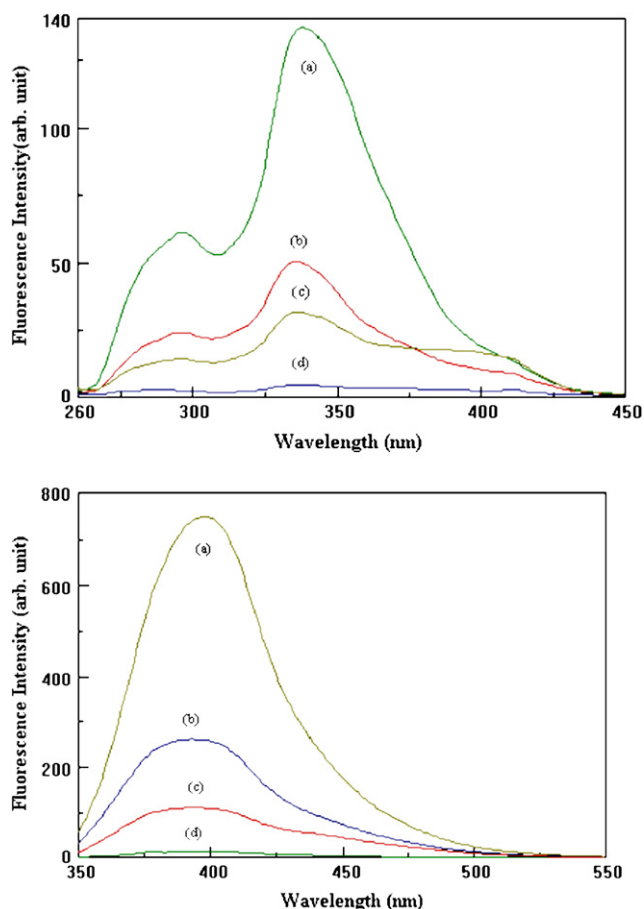 140
100
50
0
Fluorescence Intensity(arb. unit)
(a)
(b)
(c)
(d)
260
300
350
400
450
Wavelength (nm)
800
600
400
200
0
Fluorescence Intensity (arb. unit)
(a)
(b)
(c)
(d)
350
400
450
500
550
Wavelength (nm)